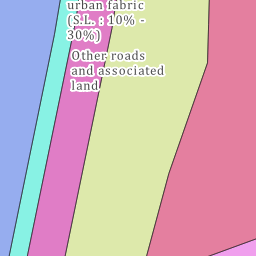 urban fabric
(S.L. : 10% -
30%)
Other roads
and associated
land